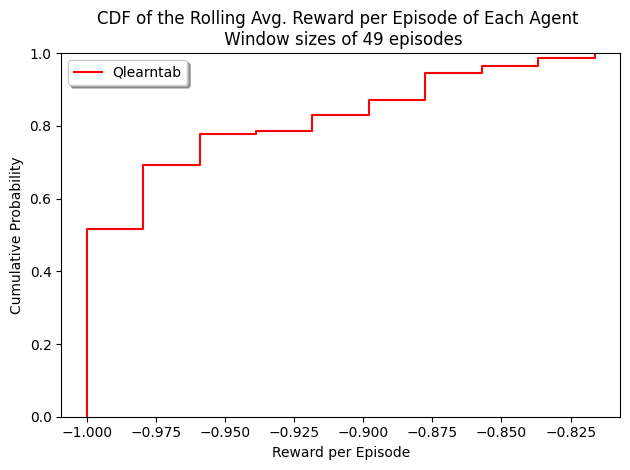 CDF of the Rolling Avg. Reward per Episode of Each Agent
Window sizes of 49 episodes
Qlearntab
Cumulative Probability
1.0
0.8
0.6
0.4
0.2
0.0
−1.000 −0.975 −0.950 −0.925 −0.900 −0.875 −0.850 −0.825
Reward per Episode